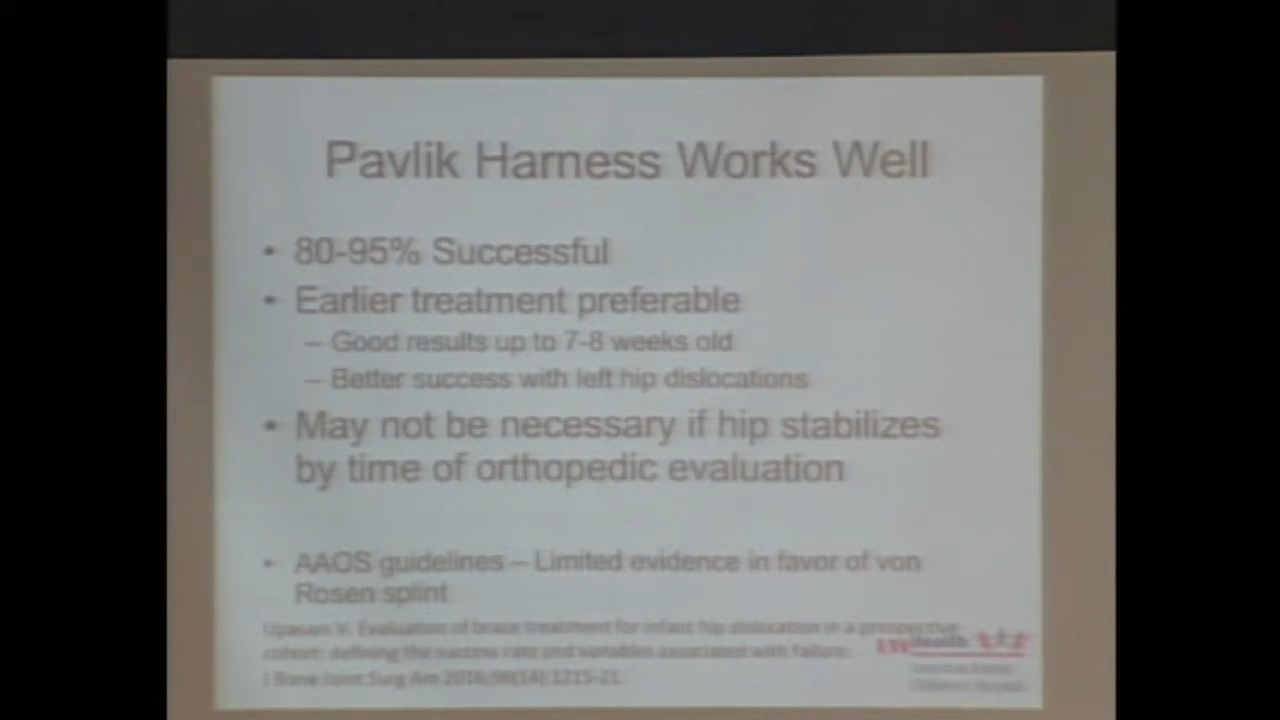 Pavlik Harness Works Well
• 80-95% Successful
• Earlier treatment preferable
– Good results up to 7-8 weeks old
– Better success with left hip dislocations
• May not be necessary if hip stabilizes
by time of orthopedic evaluation
• AAOS guidelines – Limited evidence in favor of von
Rosen splint
Upasani V. Evaluation of brace treatment for infant hip dislocation in a prospective
cohort: defining the success rate and variables associated with failure.
J Bone Joint Surg Am 2016;98(14):1215-21
UWHealth